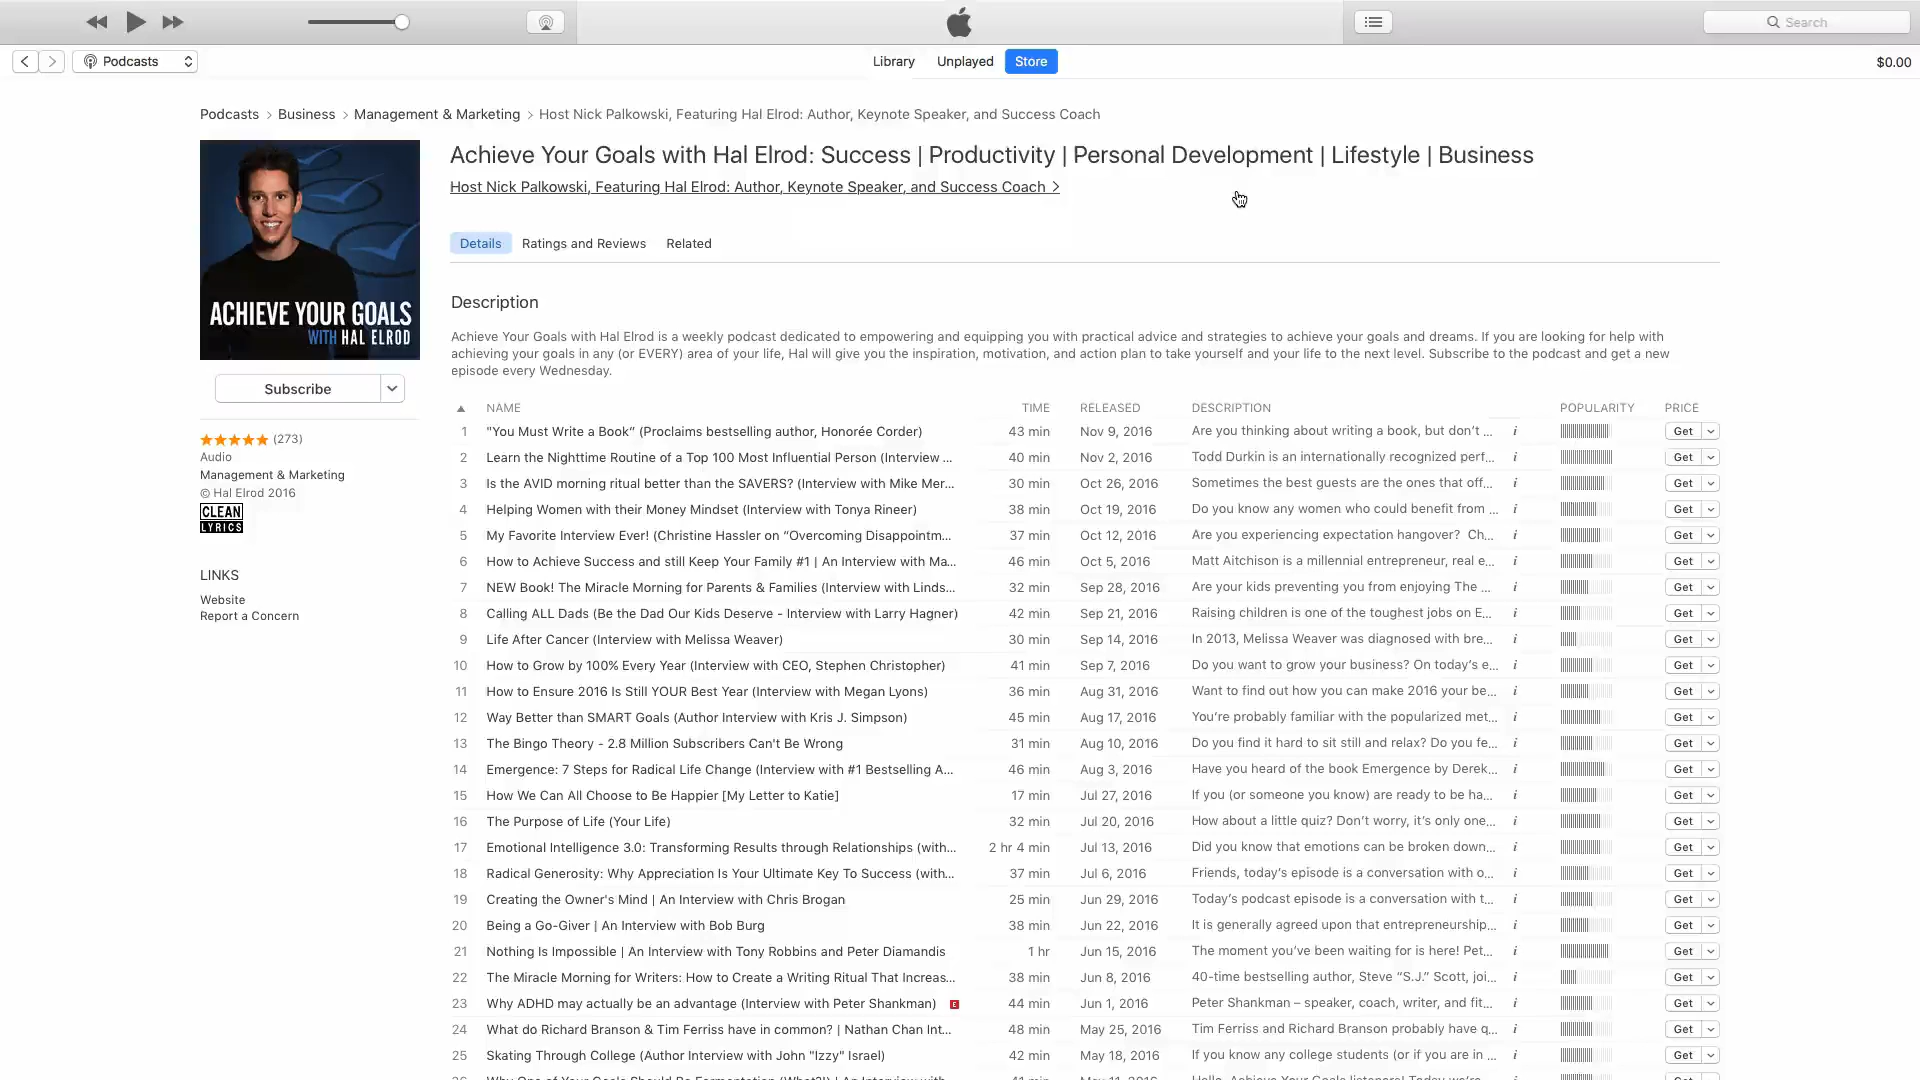 Search
Podcasts
Library
Unplayed
Store
$0.00
Podcasts > Business > Management & Marketing > Host Nick Palkowski, Featuring Hal Elrod: Author, Keynote Speaker, and Success Coach
ACHIEVE YOUR GOALS
WITH HAL ELROD
Achieve Your Goals with Hal Elrod: Success | Productivity | Personal Development | Lifestyle | Business
Host Nick Palkowski, Featuring Hal Elrod: Author, Keynote Speaker, and Success Coach >
Details Ratings and Reviews Related
Subscribe
(273)
Audio
Management & Marketing
© Hal Elrod 2016
CLEAN
LYRICS
LINKS
Website
Report a Concern
Description
Achieve Your Goals with Hal Elrod is a weekly podcast dedicated to empowering and equipping you with practical advice and strategies to achieve your goals and dreams. If you are looking for help with
achieving your goals in any (or EVERY) area of your life, Hal will give you the inspiration, motivation, and action plan to take yourself and your life to the next level. Subscribe to the podcast and get a new
episode every Wednesday.
NAME TIME RELEASED DESCRIPTION POPULARITY PRICE
1 "You Must Write a Book" (Proclaims bestselling author, Honorée Corder) 43 min Nov 9, 2016 Are you thinking about writing a book, but don't ... i Get
2 Learn the Nighttime Routine of a Top 100 Most Influential Person (Interview ... 40 min Nov 2, 2016 Todd Durkin is an internationally recognized perf... i Get
3 Is the AVID morning ritual better than the SAVERS? (Interview with Mike Mer... 30 min Oct 26, 2016 Sometimes the best guests are the ones that off... i Get
4 Helping Women with their Money Mindset (Interview with Tonya Rineer) 38 min Oct 19, 2016 Do you know any women who could benefit from ... i Get
5 My Favorite Interview Ever! (Christine Hassler on "Overcoming Disappointm... 37 min Oct 12, 2016 Are you experiencing expectation hangover? Ch... i Get
6 How to Achieve Success and still Keep Your Family #1 | An Interview with Ma... 46 min Oct 5, 2016 Matt Aitchison is a millennial entrepreneur, real e... i Get
7 NEW Book! The Miracle Morning for Parents & Families (Interview with Linds... 32 min Sep 28, 2016 Are your kids preventing you from enjoying The ... i Get
8 Calling ALL Dads (Be the Dad Our Kids Deserve - Interview with Larry Hagner) 42 min Sep 21, 2016 Raising children is one of the toughest jobs on E... i Get
9 Life After Cancer (Interview with Melissa Weaver) 30 min Sep 14, 2016 In 2013, Melissa Weaver was diagnosed with bre... i Get
10 How to Grow by 100% Every Year (Interview with CEO, Stephen Christopher) 41 min Sep 7, 2016 Do you want to grow your business? On today's e... i Get
11 How to Ensure 2016 Is Still YOUR Best Year (Interview with Megan Lyons) 36 min Aug 31, 2016 Want to find out how you can make 2016 your be... i Get
12 Way Better than SMART Goals (Author Interview with Kris J. Simpson) 45 min Aug 17, 2016 You're probably familiar with the popularized met... i Get
13 The Bingo Theory - 2.8 Million Subscribers Can't Be Wrong 31 min Aug 10, 2016 Do you find it hard to sit still and relax? Do you fe... i Get
14 Emergence: 7 Steps for Radical Life Change (Interview with #1 Bestselling A... 46 min Aug 3, 2016 Have you heard of the book Emergence by Derek... i Get
15 How We Can All Choose to Be Happier [My Letter to Katie] 17 min Jul 27, 2016 If you (or someone you know) are ready to be ha... i Get
16 The Purpose of Life (Your Life) 32 min Jul 20, 2016 How about a little quiz? Don't worry, it's only one... i Get
17 Emotional Intelligence 3.0: Transforming Results through Relationships (with... 2 hr 4 min Jul 13, 2016 Did you know that emotions can be broken down... i Get
18 Radical Generosity: Why Appreciation Is Your Ultimate Key To Success (with... 37 min Jul 6, 2016 Friends, today's episode is a conversation with o... i Get
19 Creating the Owner's Mind | An Interview with Chris Brogan 25 min Jun 29, 2016 Today's podcast episode is a conversation with t... i Get
20 Being a Go-Giver | An Interview with Bob Burg 38 min Jun 22, 2016 It is generally agreed upon that entrepreneurship... i Get
21 Nothing Is Impossible | An Interview with Tony Robbins and Peter Diamandis 1 hr Jun 15, 2016 The moment you've been waiting for is here! Pet... i Get
22 The Miracle Morning for Writers: How to Create a Writing Ritual That Increas... 38 min Jun 8, 2016 40-time bestselling author, Steve "S.J." Scott, joi... i Get
23 Why ADHD may actually be an advantage (Interview with Peter Shankman) E 44 min Jun 1, 2016 Peter Shankman – speaker, coach, writer, and fit... i Get
24 What do Richard Branson & Tim Ferriss have in common? | Nathan Chan Int... 48 min May 25, 2016 Tim Ferriss and Richard Branson probably have q... i Get
25 Skating Through College (Author Interview with John "Izzy" Israel) 42 min May 18, 2016 If you know any college students (or if you are in ... i Get